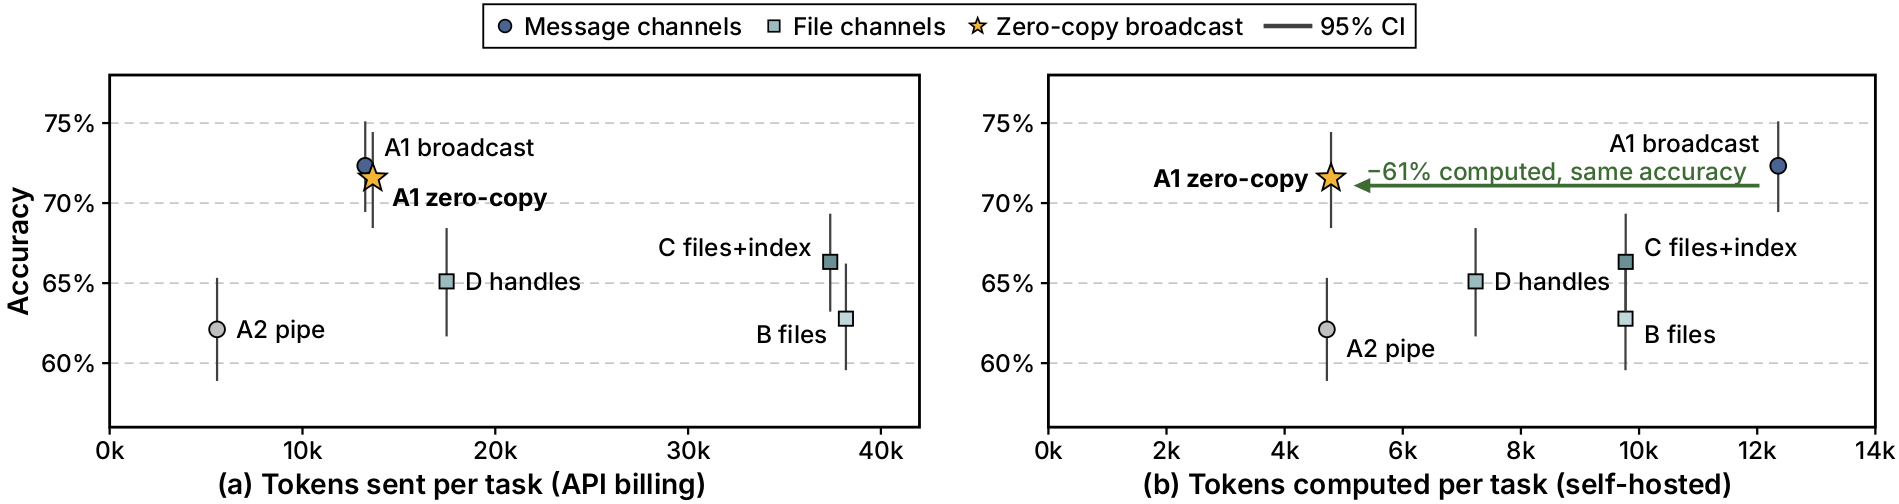 Message channels
File channels
Zero-copy broadcast
95% CI
Accuracy
75%
70%
65%
60%
A1 broadcast
A1 zero-copy
C files+index
D handles
B files
A2 pipe
0k
10k
20k
30k
40k
(a) Tokens sent per task (API billing)
75%
70%
65%
60%
A1 broadcast
−61% computed, same accuracy
A1 zero-copy
C files+index
D handles
B files
A2 pipe
0k
2k
4k
6k
8k
10k
12k
14k
(b) Tokens computed per task (self-hosted)